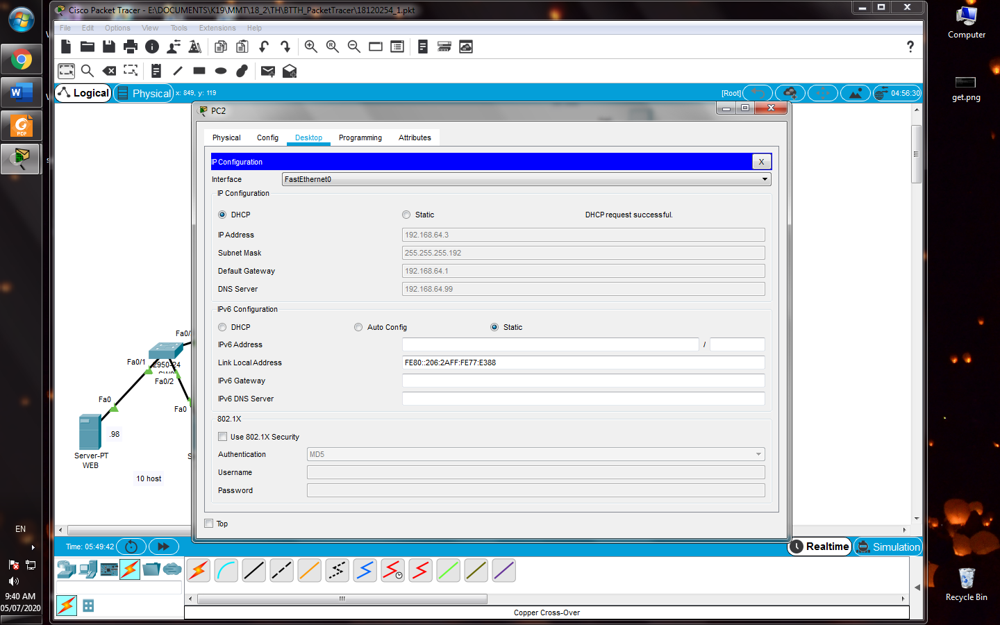 Cisco Packet Tracer - E:\DOCUMENTS\K19\MMT\18_2\TH\BTTH_PacketTracer\18120254_1.pkt
File Edit Options View Tools Extensions Help
Logical Physical x: 849, y: 119 [Root] 04:56:30
PC2
Physical Config Desktop Programming Attributes
IP Configuration X
Interface FastEthernet0
IP Configuration
DHCP Static DHCP request successful.
IP Address 192.168.64.3
Subnet Mask 255.255.255.192
Default Gateway 192.168.64.1
DNS Server 192.168.64.99
IPv6 Configuration
DHCP Auto Config Static
IPv6 Address /
Link Local Address FE80::206:2AFF:FE77:E388
IPv6 Gateway
IPv6 DNS Server
802.1X
Use 802.1X Security
Authentication MD5
Username
Password
Top
Fa0/
Fa0/1
2950-24
Fa0/2
Fa0
Fa0
.98
Server-PT
WEB
10 host
Time: 05:49:42 Realtime Simulation
Copper Cross-Over
Computer
get.png
Recycle Bin
W
PDF
EN
9:40 AM
05/07/2020